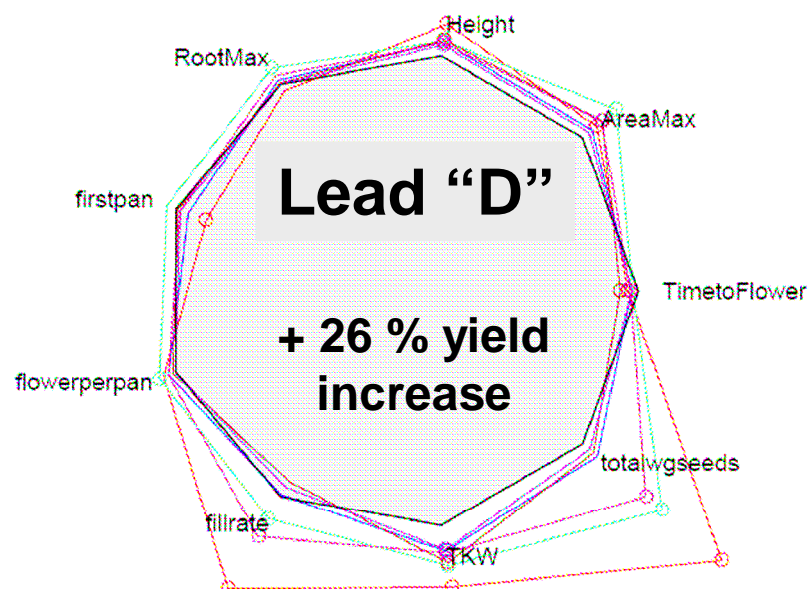 Height
RootMax
AreaMax
Lead “D”
firstpan
TimetoFlower
+ 26 % yield
increase
flowerperpan
totalwgseeds
fillrate
TKW